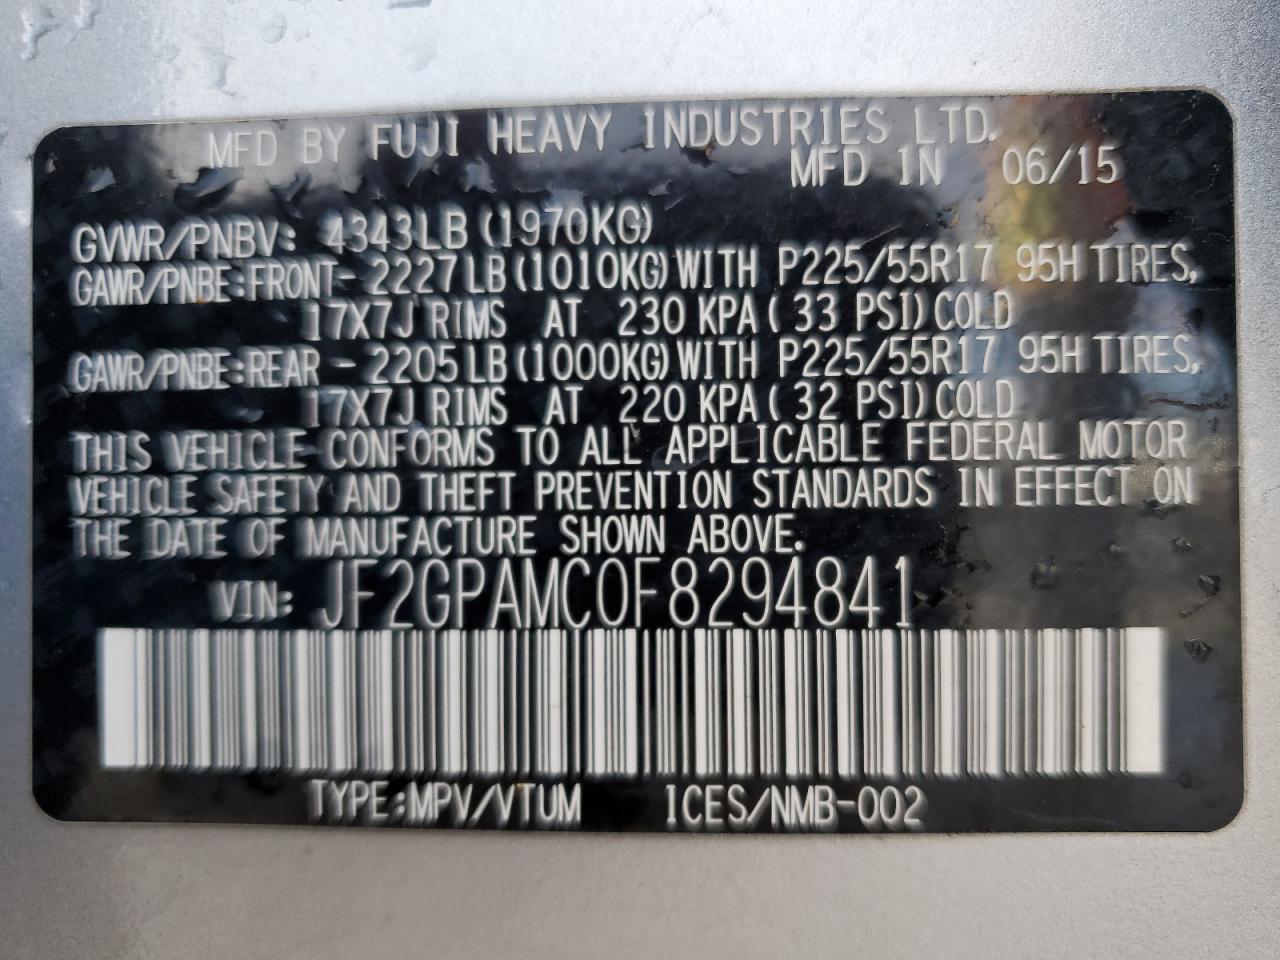 MFD BY FUJI HEAVY INDUSTRIES LTD.
MFD IN 06/15
GVWR/PNBV: 4343LB (1970KG)
GAWR/PNBE:FRONT- 2227LB (1010KG) WITH P225/55R17 95H TIRES,
17X7J RIMS AT 230 KPA ( 33 PSI) COLD
GAWR/PNBE:REAR - 2205LB (1000KG) WITH P225/55R17 95H TIRES,
17X7J RIMS AT 220 KPA ( 32 PSI) COLD
THIS VEHICLE CONFORMS TO ALL APPLICABLE FEDERAL MOTOR
VEHICLE SAFETY AND THEFT PREVENTION STANDARDS IN EFFECT ON
THE DATE OF MANUFACTURE SHOWN ABOVE.
VIN: JF2GPAMC0F8294841
TYPE:MPV/VTUM ICES/NMB-002